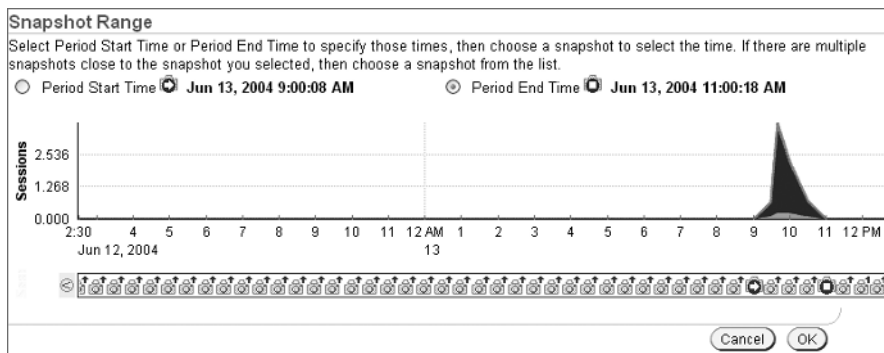 Snapshot Range
Select Period Start Time or Period End Time to specify those times, then choose a snapshot to select the time. If there are multiple
snapshots close to the snapshot you selected, then choose a snapshot from the list.
Period Start Time Jun 13, 2004 9:00:08 AM Period End Time Jun 13, 2004 11:00:18 AM
Sessions
2.536
1.268
0.000
2:30 4 5 6 7 8 9 10 11 12 AM 1 2 3 4 5 6 7 8 9 10 11 12 PM
Jun 12, 2004 13
Cancel OK